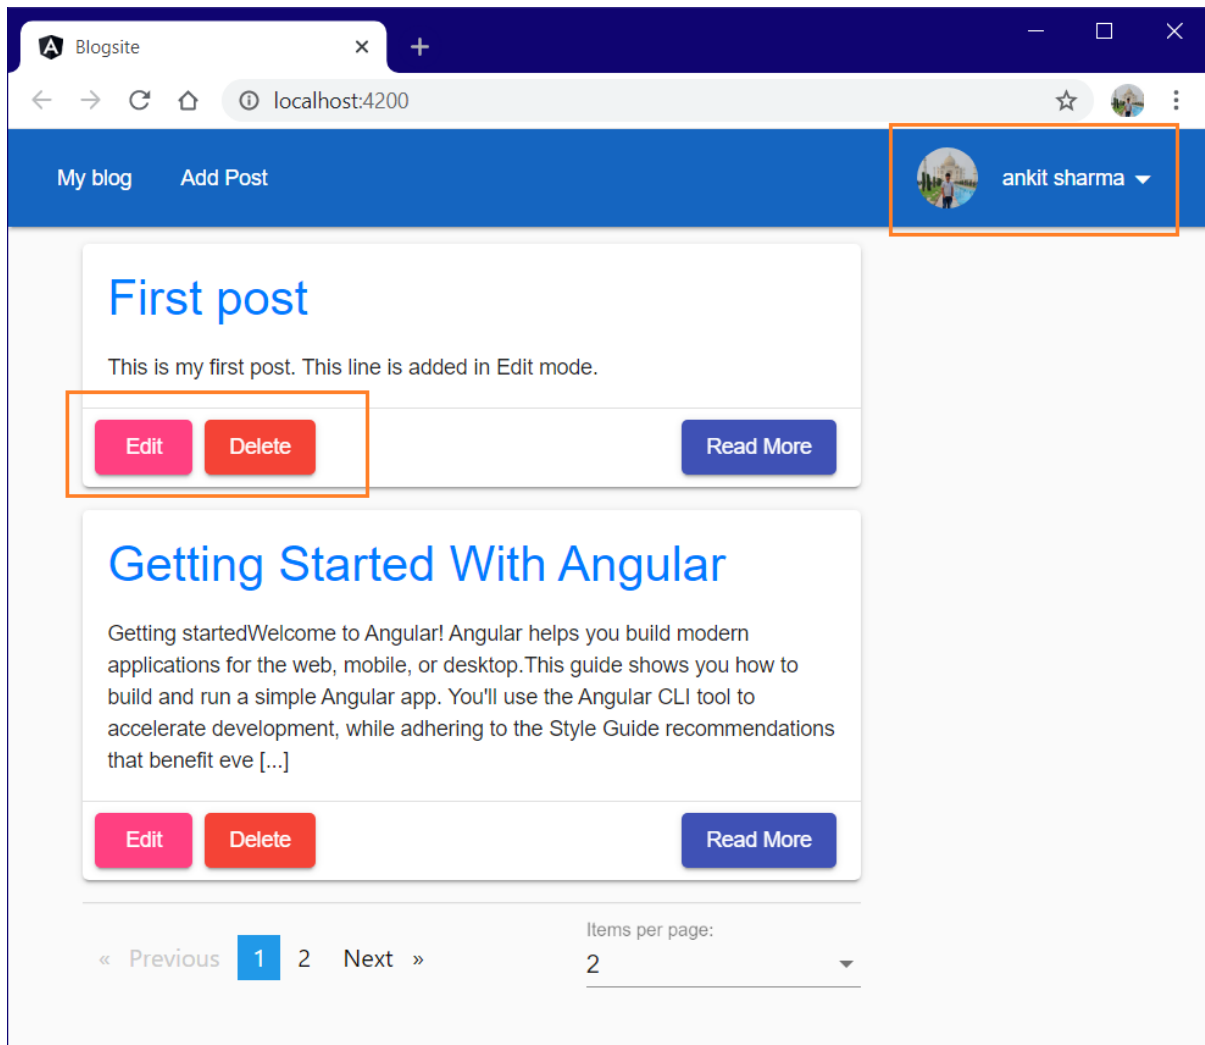 Blogsite
localhost:4200
My blog Add Post ankit sharma
First post
This is my first post. This line is added in Edit mode.
Edit Delete Read More
Getting Started With Angular
Getting startedWelcome to Angular! Angular helps you build modern
applications for the web, mobile, or desktop.This guide shows you how to
build and run a simple Angular app. You'll use the Angular CLI tool to
accelerate development, while adhering to the Style Guide recommendations
that benefit eve [...]
Edit Delete Read More
Items per page:
« Previous 1 2 Next » 2